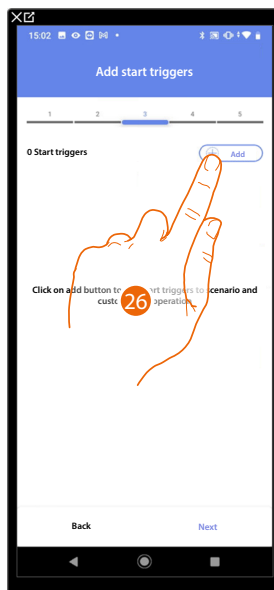 15:02
Add start triggers
1 2 3 4 5
0 Start triggers
Add
Click on add button to rt triggers to cenario and
custo operation
26
Back Next